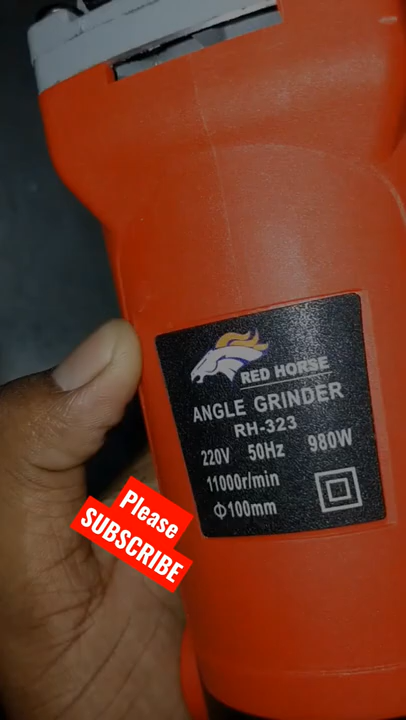 RED HORSE
ANGLE GRINDER
RH-323
220V 50Hz 980W
11000r/min
Φ100mm
Please
SUBSCRIBE